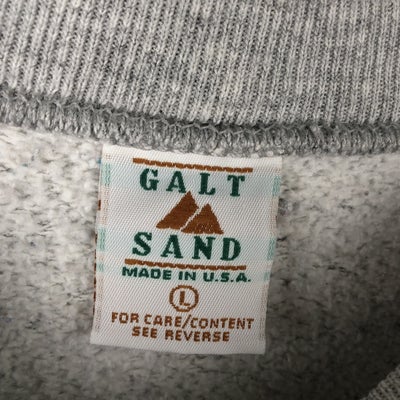 GALT
SAND
MADE IN U.S.A.
L
FOR CARE/CONTENT
SEE REVERSE